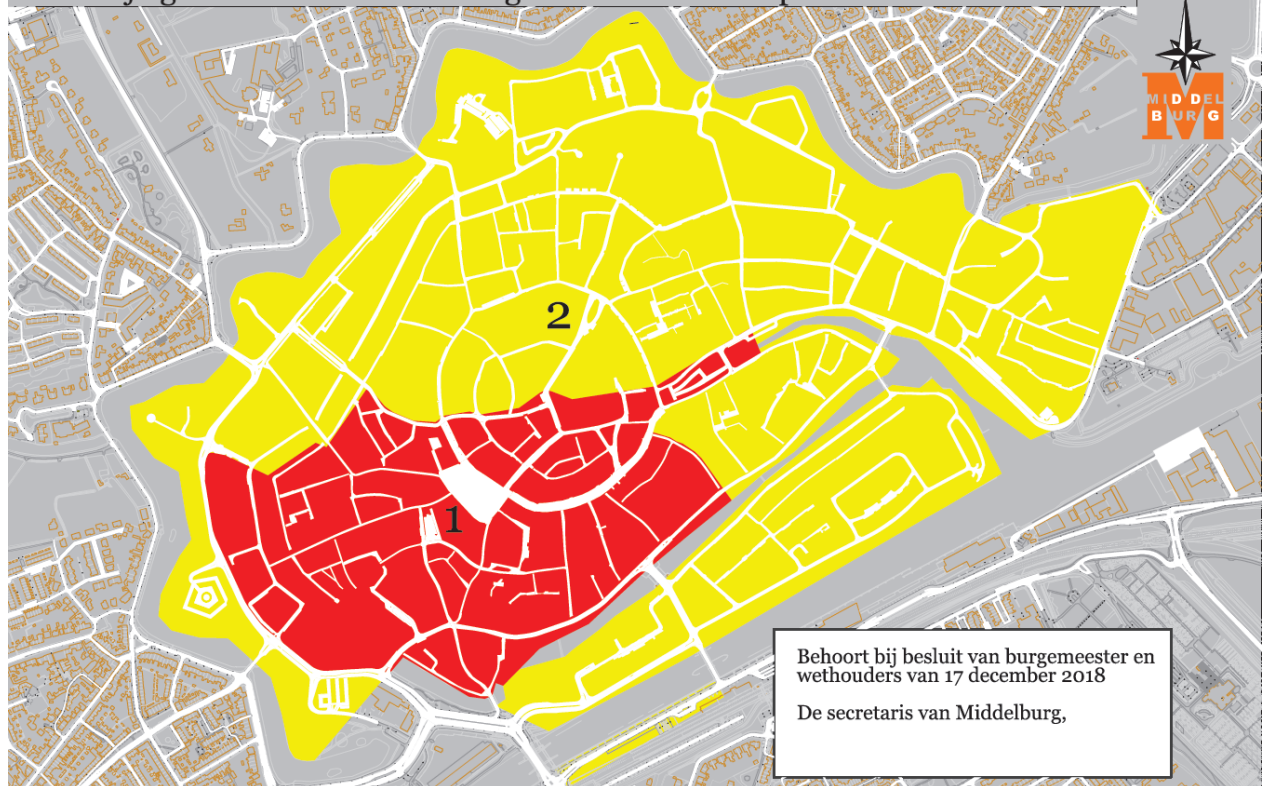 MIDDEL
BURG
2
1
Behoort bij besluit van burgemeester en
wethouders van 17 december 2018
De secretaris van Middelburg,